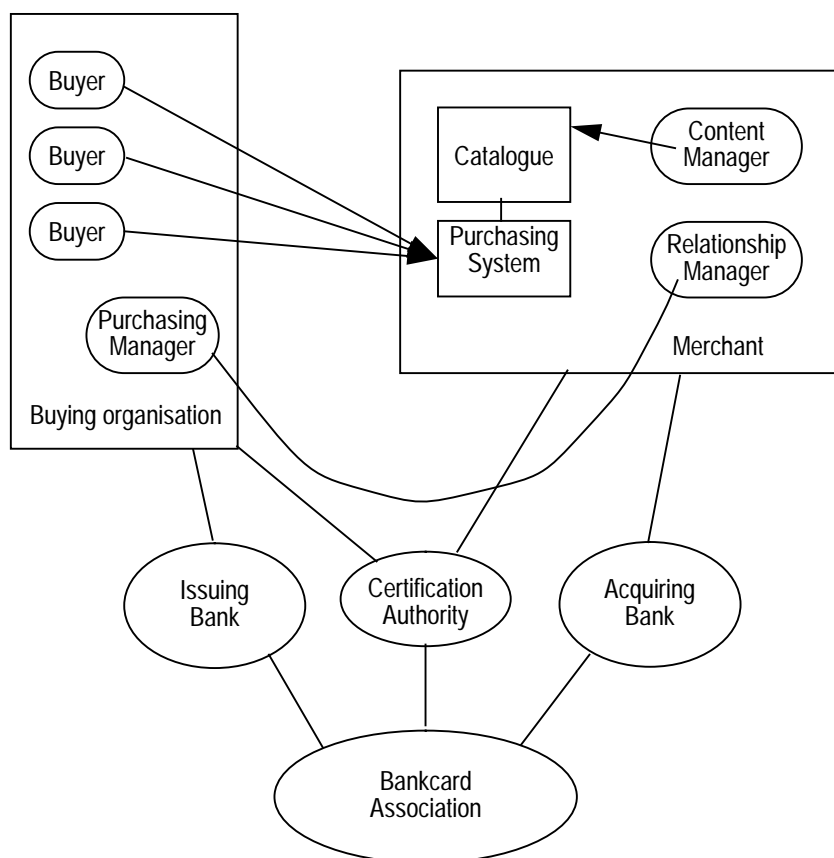 Buyer
Buyer
Buyer
Purchasing
Manager
Buying organisation
Catalogue
Purchasing
System
Content
Manager
Relationship
Manager
Merchant
Issuing
Bank
Certification
Authority
Acquiring
Bank
Bankcard
Association